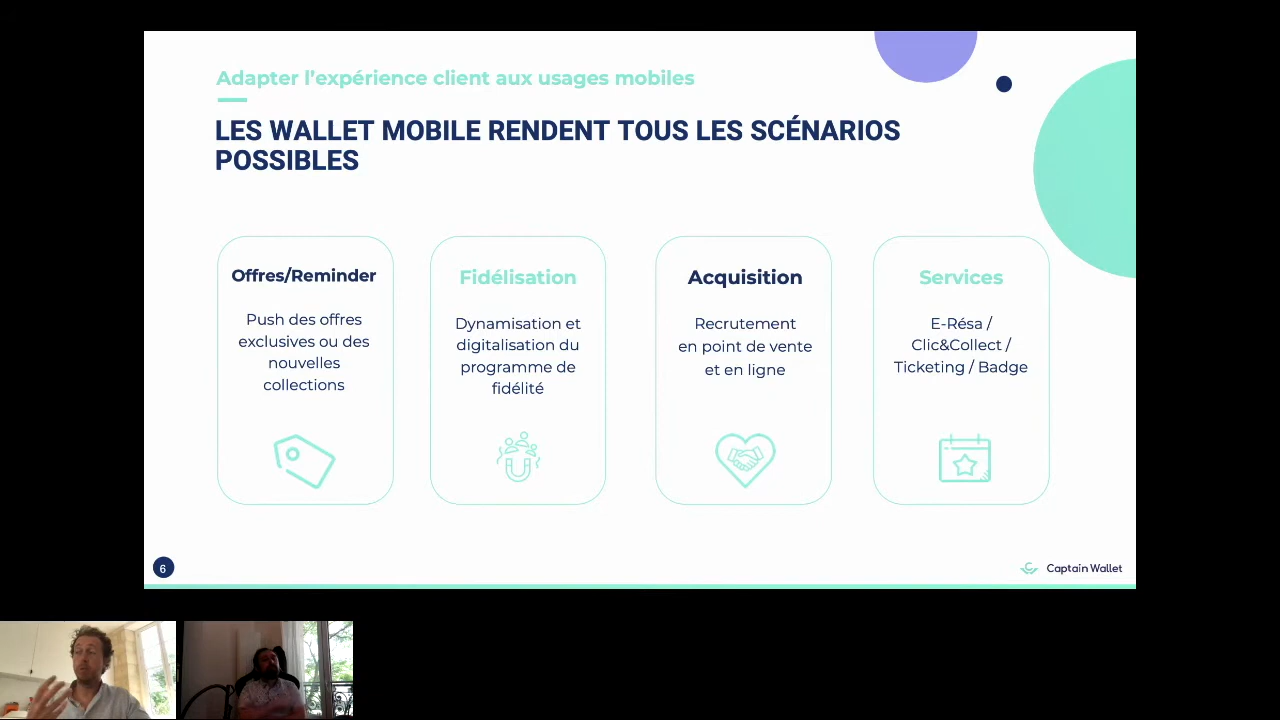 Adapter l’expérience client aux usages mobiles
LES WALLET MOBILE RENDENT TOUS LES SCÉNARIOS
POSSIBLES
Offres/Reminder
Push des offres
exclusives ou des
nouvelles
collections
Fidélisation
Dynamisation et
digitalisation du
programme de
fidélité
Acquisition
Recrutement
en point de vente
et en ligne
Services
E-Résa /
Clic&Collect /
Ticketing / Badge
6
Captain Wallet